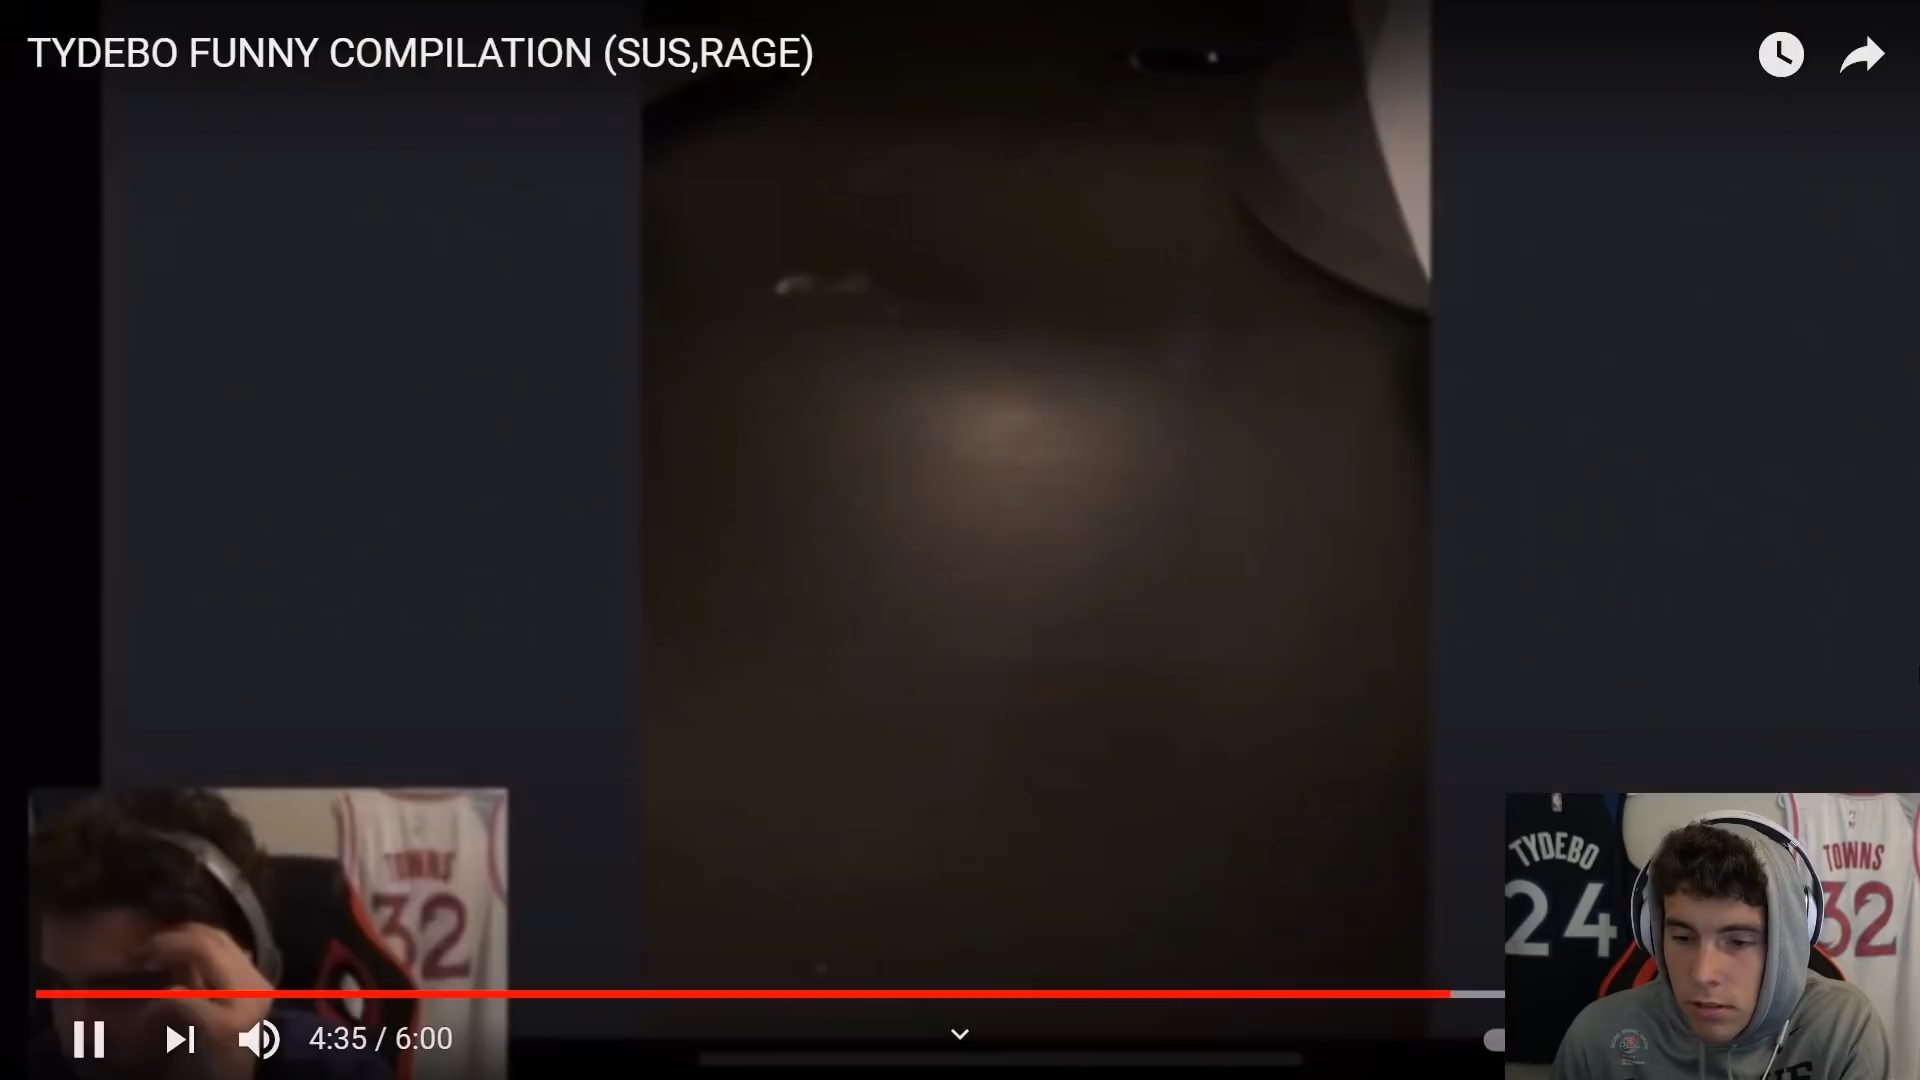 TYDEBO FUNNY COMPILATION (SUS,RAGE)
TOWNS
32
TYDEBO
24
TOWNS
32
4:35 / 6:00